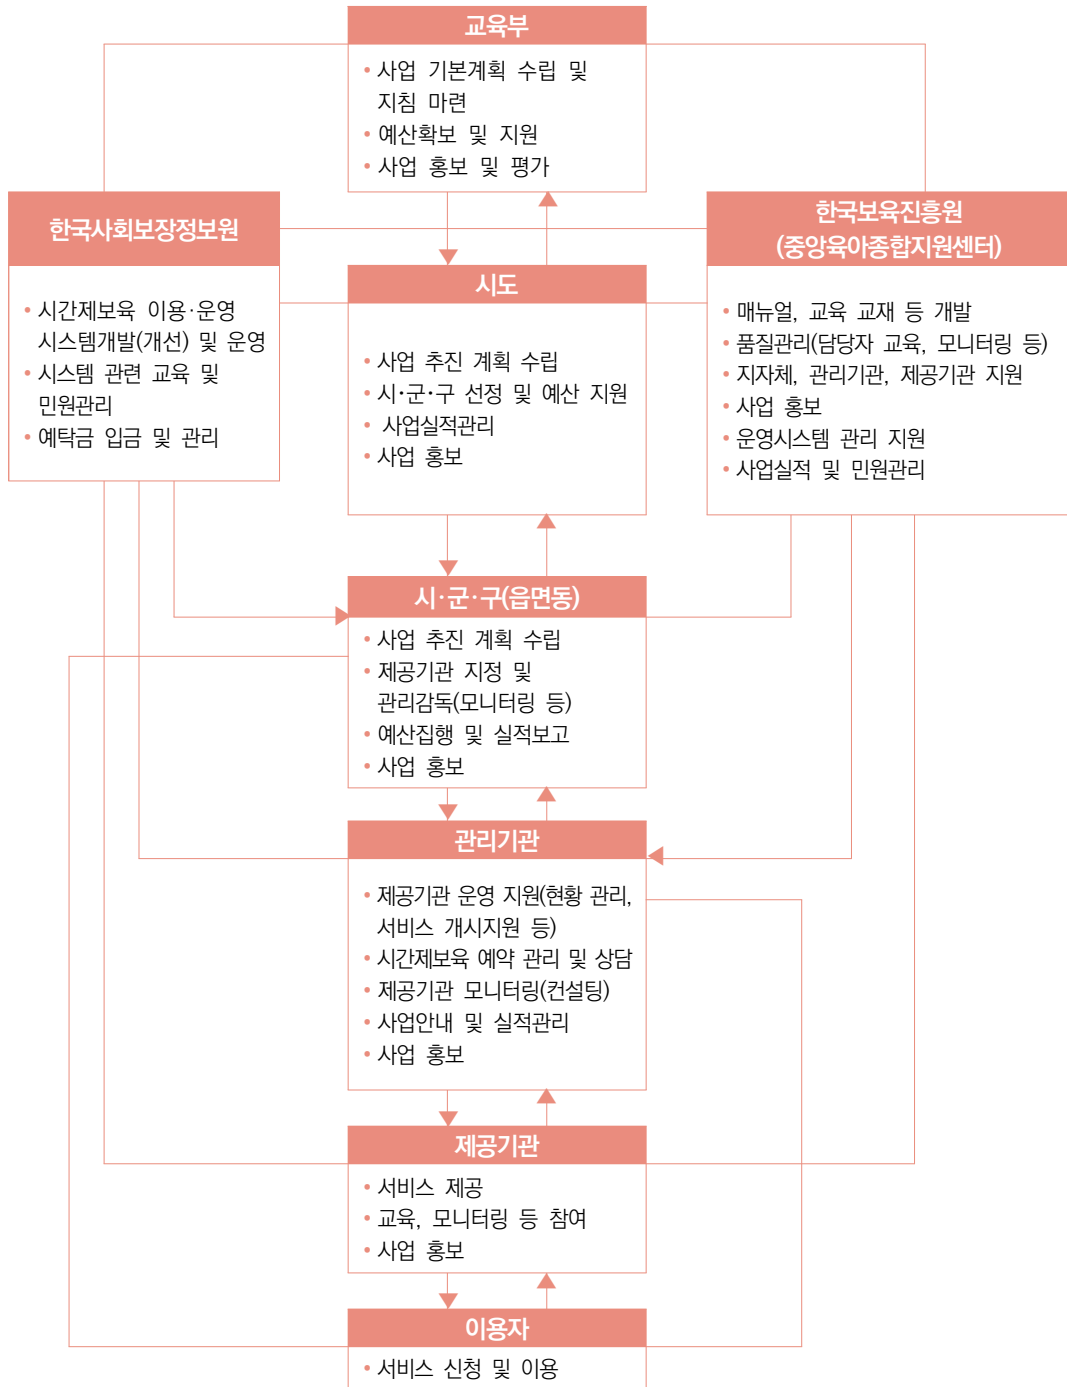 교육부
• 사업 기본계획 수립 및
지침 마련
• 예산확보 및 지원
• 사업 홍보 및 평가
한국사회보장정보원
• 시간제보육 이용·운영
시스템개발(개선) 및 운영
• 시스템 관련 교육 및
민원관리
• 예탁금 입금 및 관리
한국보육진흥원
(중앙육아종합지원센터)
• 매뉴얼, 교육 교재 등 개발
• 품질관리(담당자 교육, 모니터링 등)
• 지자체, 관리기관, 제공기관 지원
• 사업 홍보
• 운영시스템 관리 지원
• 사업실적 및 민원관리
시도
• 사업 추진 계획 수립
• 시·군·구 선정 및 예산 지원
• 사업실적관리
• 사업 홍보
시·군·구(읍면동)
• 사업 추진 계획 수립
• 제공기관 지정 및
관리감독(모니터링 등)
• 예산집행 및 실적보고
• 사업 홍보
관리기관
• 제공기관 운영 지원(현황 관리,
서비스 개시지원 등)
• 시간제보육 예약 관리 및 상담
• 제공기관 모니터링(컨설팅)
• 사업안내 및 실적관리
• 사업 홍보
제공기관
• 서비스 제공
• 교육, 모니터링 등 참여
• 사업 홍보
이용자
• 서비스 신청 및 이용